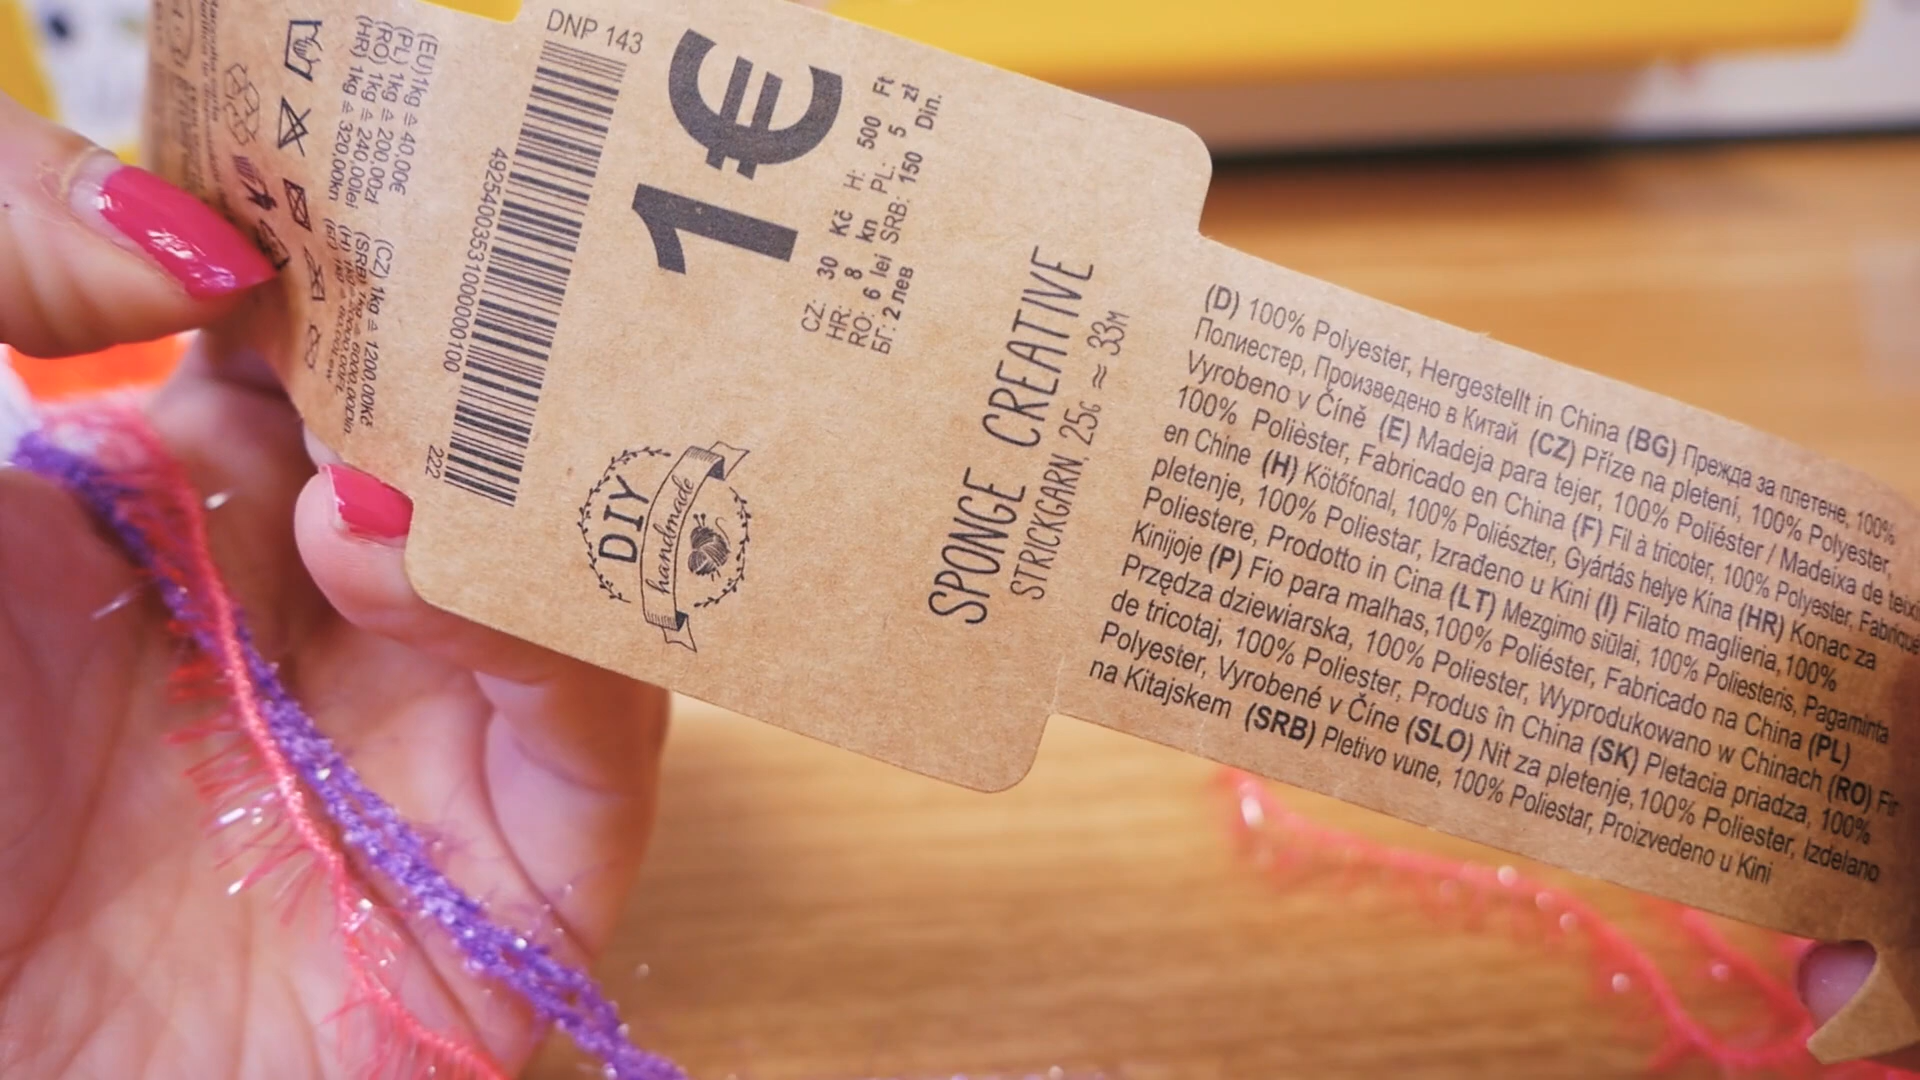 DNP 143
1€
CZ: 30 Kč H: 500 Ft
HR: 8 kn PL: 5 zł
RO: 6 lei SRB: 150 Din.
БГ: 2 лев
4925400353100000000100
222
(EU) 1kg ≙ 40,00€
(PL) 1kg ≙ 200,00zł (CZ) 1kg ≙ 1200,00Kč
(RO) 1kg ≙ 240,00lei (SRB) 1kg ≙ 6000,00Din.
(HR) 1kg ≙ 320,00kn (H) 1kg
DIY
handmade
SPONGE CREATIVE
STRICKGARN, 25G ≈ 33M
(D) 100% Polyester, Hergestellt in China (BG) Прежда за плетене, 100%
Полиестер, Произведено в Китай (CZ) Příze na pletení, 100% Polyester,
Vyrobeno v Číně (E) Madeja para tejer, 100% Poliéster / Madeixa de teixir
100% Polièster, Fabricado en China (F) Fil à tricoter, 100% Polyester, Fabriqué
en Chine (H) Kötőfonal, 100% Poliészter, Gyártás helye Kína (HR) Konac za
pletenje, 100% Poliestar, Izrađeno u Kini (I) Filato maglieria,100%
Poliestere, Prodotto in Cina (LT) Mezgimo siūlai, 100% Poliesteris, Pagaminta
Kinijoje (P) Fio para malhas,100% Poliéster, Fabricado na China (PL)
Przędza dziewiarska, 100% Poliester, Wyprodukowano w Chinach (RO) Fir
de tricotaj, 100% Poliester, Produs în China (SK) Pletacia priadza, 100%
Polyester, Vyrobené v Číne (SLO) Nit za pletenje,100% Poliester, Izdelano
na Kitajskem (SRB) Pletivo vune, 100% Poliestar, Proizvedeno u Kini